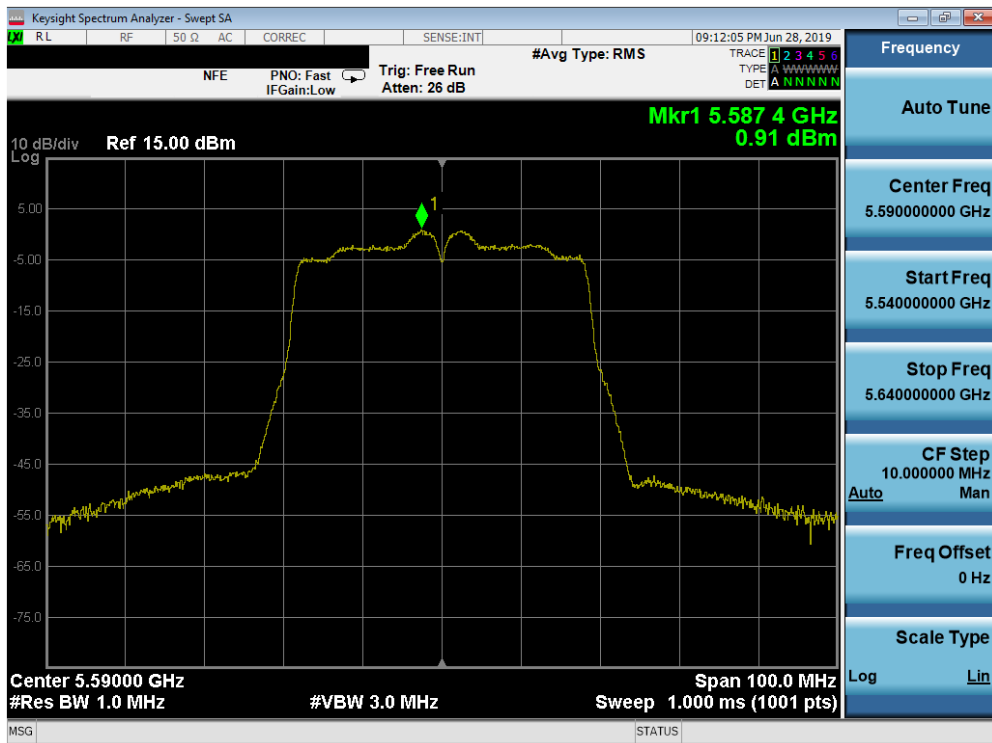 Keysight Spectrum Analyzer - Swept SA
LXI RL RF 50 Ω AC CORREC SENSE:INT 09:12:05 PM Jun 28, 2019
#Avg Type: RMS TRACE 1 2 3 4 5 6
TYPE A WWWWW
DET A N N N N N
NFE PNO: Fast Trig: Free Run
IFGain:Low Atten: 26 dB
Mkr1 5.587 4 GHz
0.91 dBm
10 dB/div Ref 15.00 dBm
Log
1
5.00
-5.00
-15.0
-25.0
-35.0
-45.0
-55.0
-65.0
-75.0
Center 5.59000 GHz Span 100.0 MHz
#Res BW 1.0 MHz #VBW 3.0 MHz Sweep 1.000 ms (1001 pts)
MSG STATUS
Frequency
Auto Tune
Center Freq
5.590000000 GHz
Start Freq
5.540000000 GHz
Stop Freq
5.640000000 GHz
CF Step
10.000000 MHz
Auto Man
Freq Offset
0 Hz
Scale Type
Log Lin